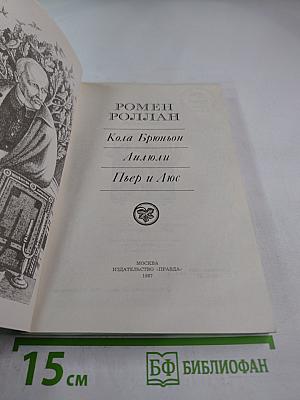 РОМЕН
РОЛЛАН
Кола Брюньон
Лилюли
Пьер и Люс
МОСКВА
ИЗДАТЕЛЬСТВО «ПРАВДА»
1987
15 см
БФ БИБЛИОФАН